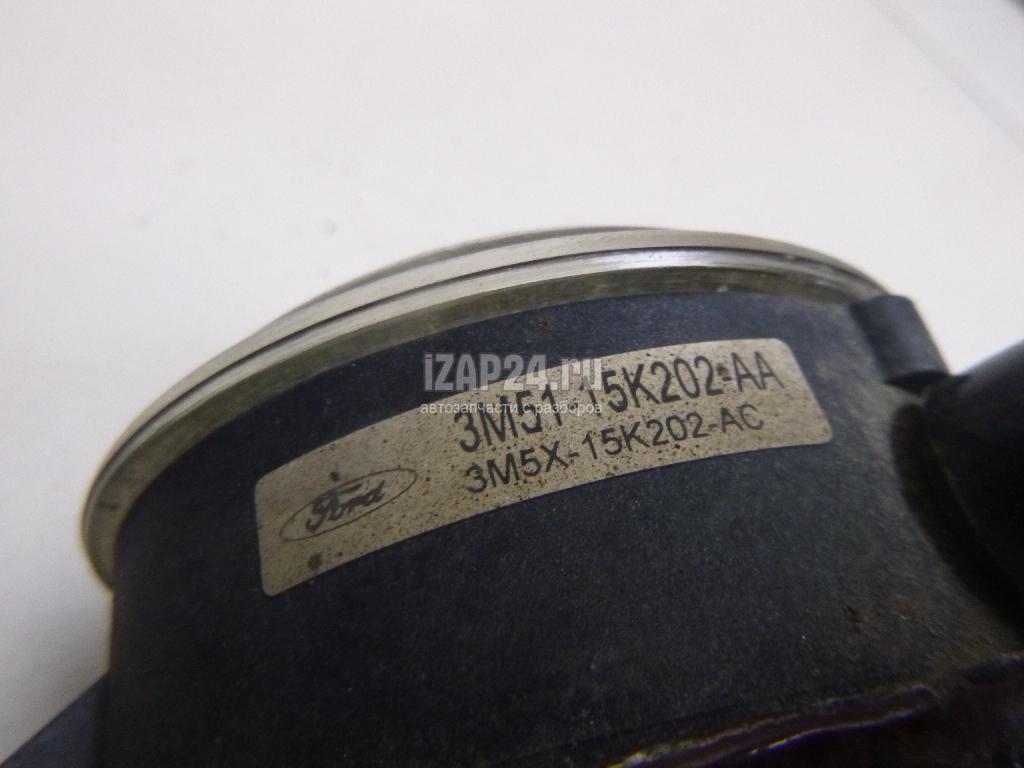 iZAP24.ru
автозапчасти с разборов
3M51-15K202-AA
3M5X-15K202-AC
Ford